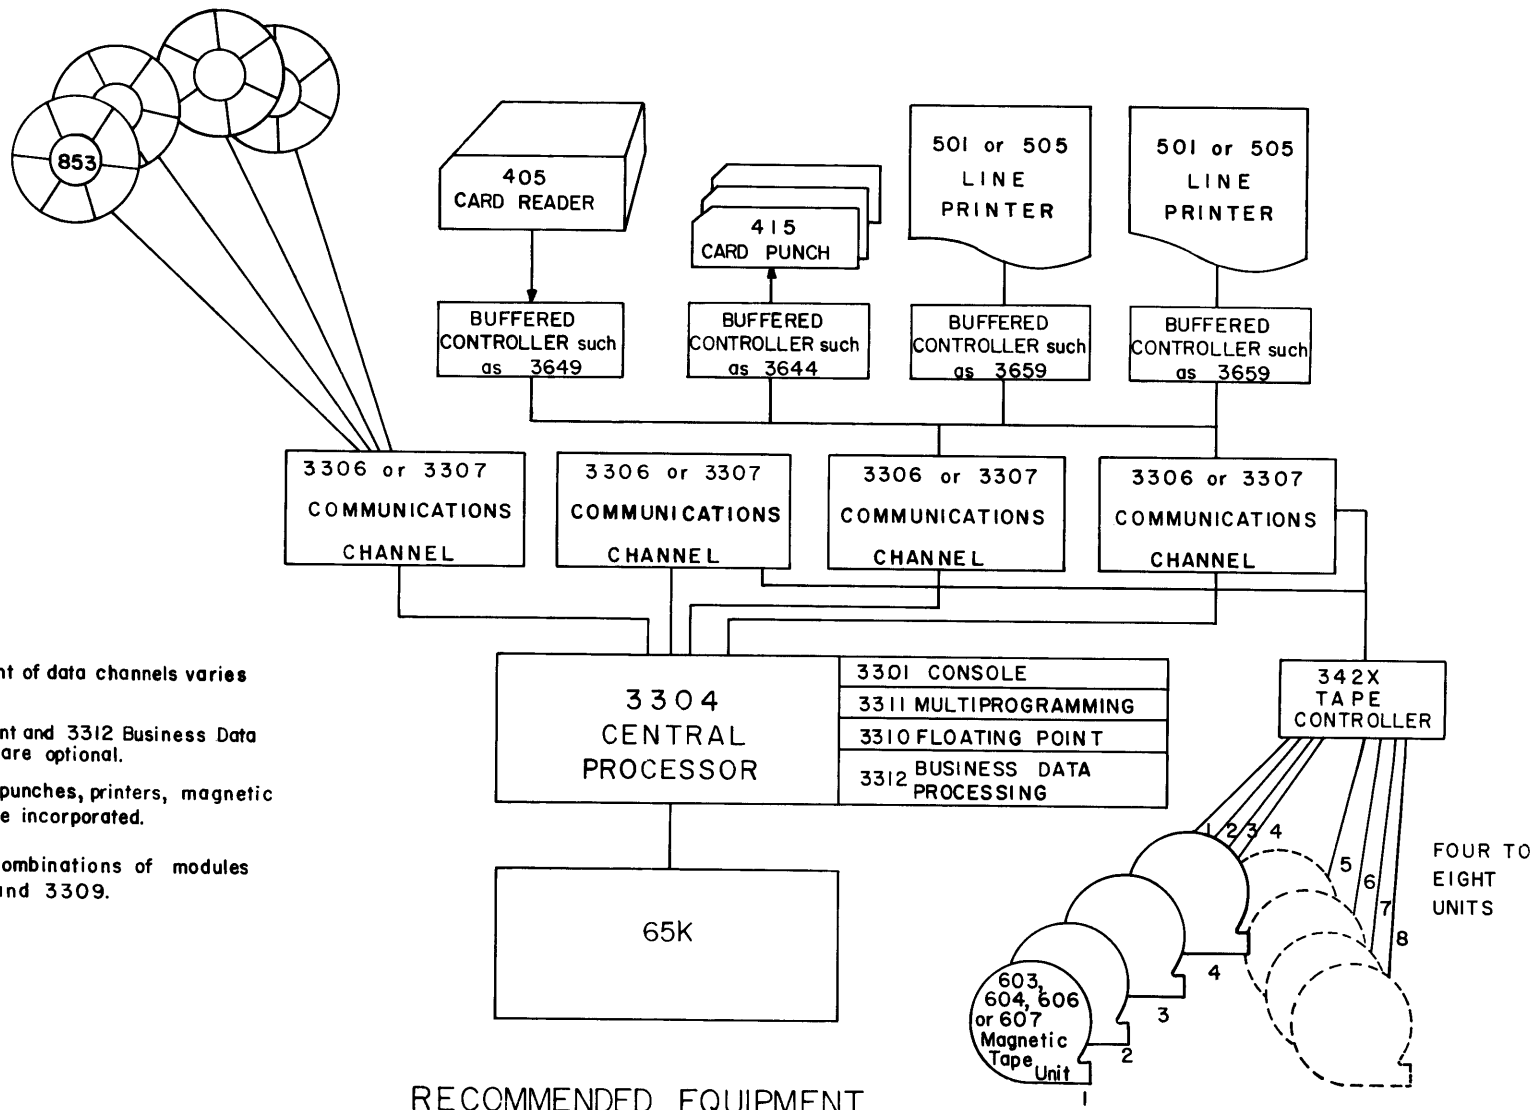 853
405
CARD READER
415
CARD PUNCH
501 or 505
LINE
PRINTER
501 or 505
LINE
PRINTER
BUFFERED
CONTROLLER such
as 3649
BUFFERED
CONTROLLER such
as 3644
BUFFERED
CONTROLLER such
as 3659
BUFFERED
CONTROLLER such
as 3659
3306 or 3307
COMMUNICATIONS
CHANNEL
3306 or 3307
COMMUNICATIONS
CHANNEL
3306 or 3307
COMMUNICATIONS
CHANNEL
3306 or 3307
COMMUNICATIONS
CHANNEL
of data channels varies
and 3312 Business Data
are optional.
punches, printers, magnetic
incorporated.
combinations of modules
and 3309.
3304
CENTRAL
PROCESSOR
3301 CONSOLE
3311 MULTIPROGRAMMING
3310 FLOATING POINT
3312 BUSINESS DATA
PROCESSING
342X
TAPE
CONTROLLER
65K
1 2 3 4
5
6
7
8
FOUR TO
EIGHT
UNITS
603,
604, 606
or 607
Magnetic
Tape
Unit
4
3
2
1
RECOMMENDED EQUIPMENT